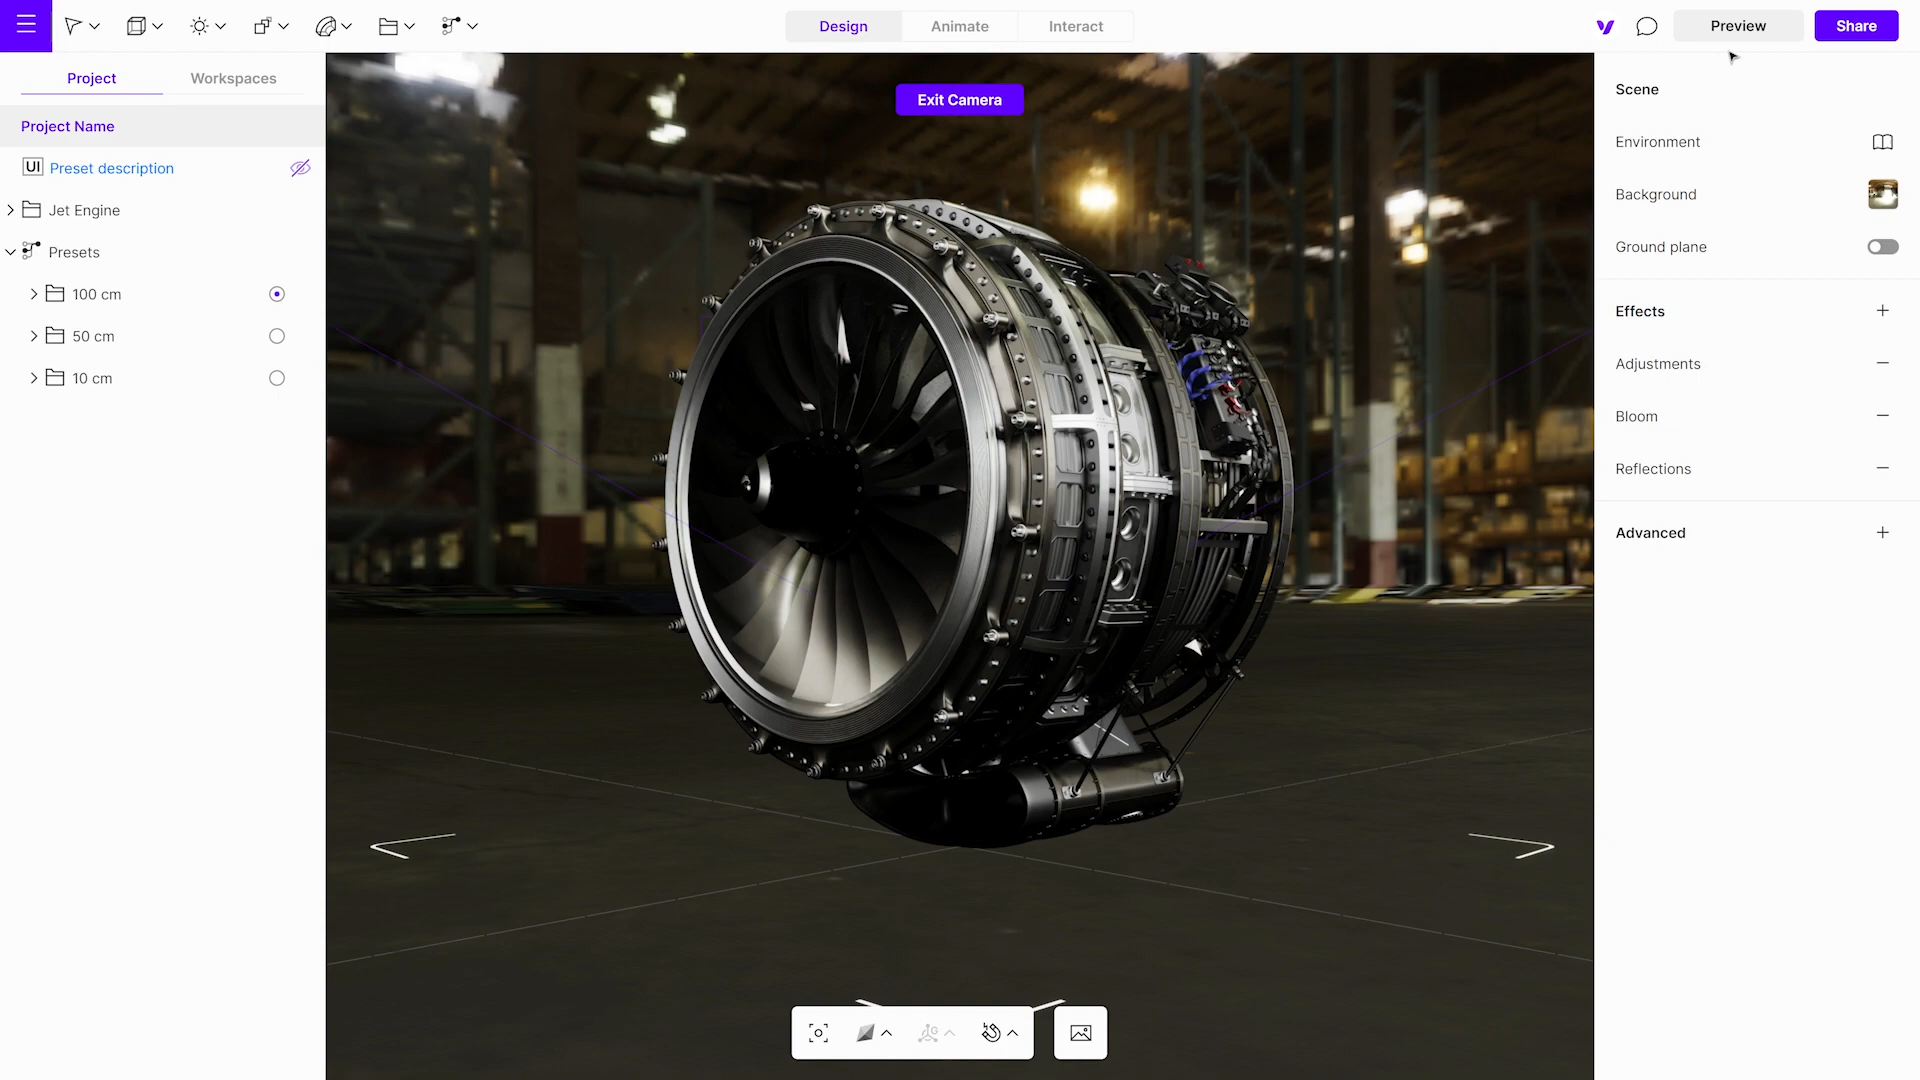 Design
Animate
Interact
Preview
Share
Project
Workspaces
Exit Camera
Project Name
UI Preset description
Jet Engine
Presets
100 cm
50 cm
10 cm
Scene
Environment
Background
Ground plane
Effects
Adjustments
Bloom
Reflections
Advanced